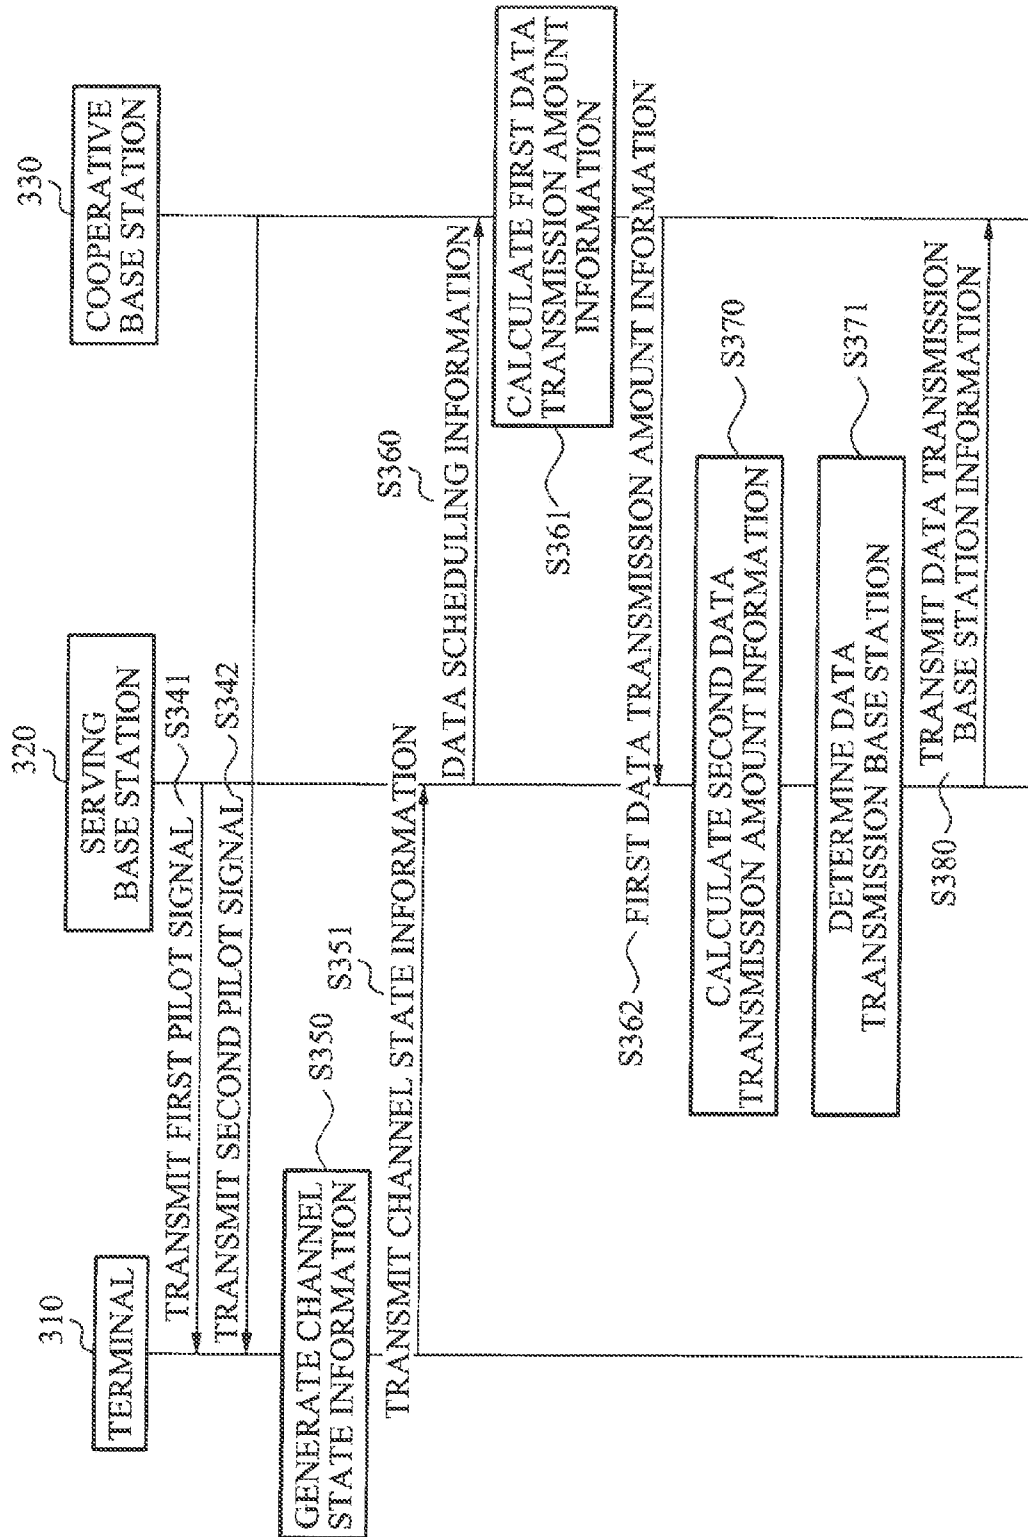 310
TERMINAL
320
SERVING
BASE STATION
330
COOPERATIVE
BASE STATION
TRANSMIT FIRST PILOT SIGNAL
S341
TRANSMIT SECOND PILOT SIGNAL
S342
GENERATE CHANNEL
STATE INFORMATION
S350
S351
TRANSMIT CHANNEL STATE INFORMATION
S360
DATA SCHEDULING INFORMATION
CALCULATE FIRST DATA
TRANSMISSION AMOUNT
INFORMATION
S361
S362
FIRST DATA TRANSMISSION AMOUNT INFORMATION
CALCULATE SECOND DATA
TRANSMISSION AMOUNT INFORMATION
S370
DETERMINE DATA
TRANSMISSION BASE STATION
S371
S380
TRANSMIT DATA TRANSMISSION
BASE STATION INFORMATION